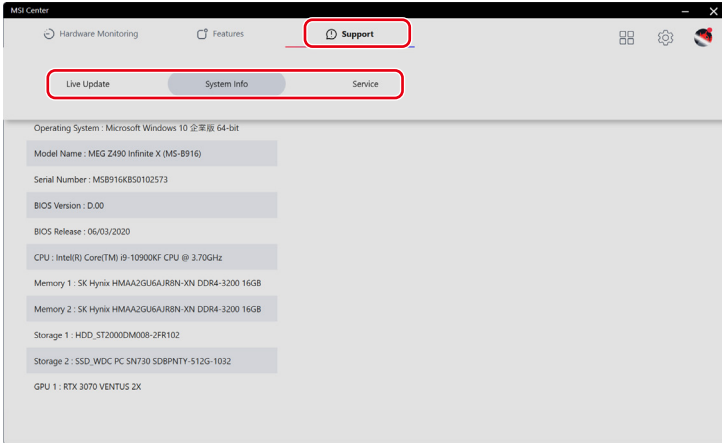 MSI Center
Hardware Monitoring
Features
Support
Live Update
System Info
Service
Operating System : Microsoft Windows 10 企業版 64-bit
Model Name : MEG Z490 Infinite X (MS-B916)
Serial Number : MSB916KBS0102573
BIOS Version : D.00
BIOS Release : 06/03/2020
CPU : Intel(R) Core(TM) i9-10900KF CPU @ 3.70GHz
Memory 1 : SK Hynix HMAA2GU6AJR8N-XN DDR4-3200 16GB
Memory 2 : SK Hynix HMAA2GU6AJR8N-XN DDR4-3200 16GB
Storage 1 : HDD_ST2000DM008-2FR102
Storage 2 : SSD_WDC PC SN730 SDBPNTY-512G-1032
GPU 1 : RTX 3070 VENTUS 2X